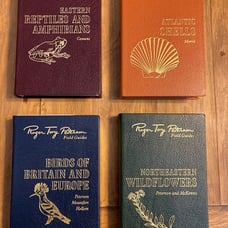 EASTERN
REPTILES AND
AMPHIBIANS
Conant
ATLANTIC
SHELLS
Morris
Roger Tory Peterson
Field Guides
BIRDS OF
BRITAIN AND
EUROPE
Peterson
Mountfort
Hollom
Roger Tory Peterson
Field Guides
NORTHEASTERN
WILDFLOWERS
Peterson and McKenny